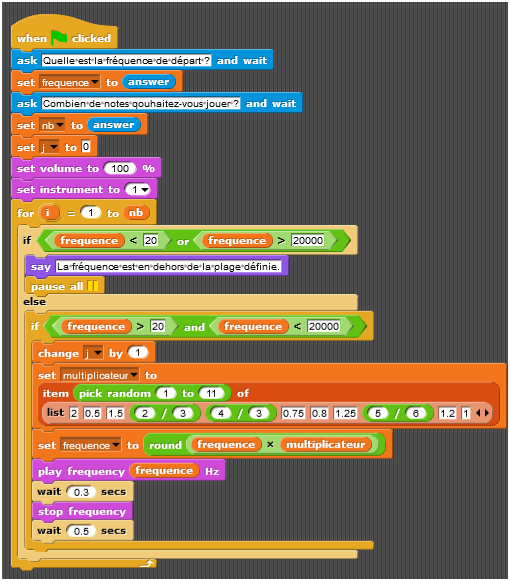 when clicked
ask Quelle est la fréquence de départ ? and wait
set frequence to answer
ask Combien de notes qouhaitez-vous jouer ? and wait
set nb to answer
set j to 0
set volume to 100 %
set instrument to 1
for i = 1 to nb
if frequence < 20 or frequence > 20000
say La fréquence est en dehors de la plage définie.
pause all
else
if frequence > 20 and frequence < 20000
change j by 1
set multiplicateur to
item pick random 1 to 11 of
list 2 0.5 1.5 2 / 3 4 / 3 0.75 0.8 1.25 5 / 6 1.2 1
set frequence to round frequence × multiplicateur
play frequency frequence Hz
wait 0.3 secs
stop frequency
wait 0.5 secs